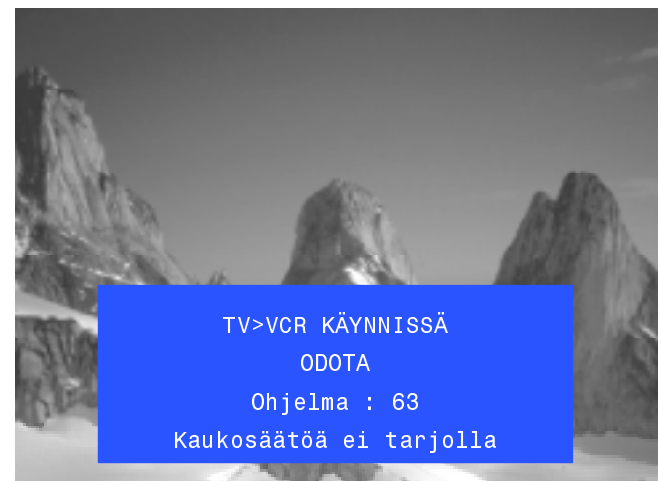 TV>VCR KÄYNNISSÄ
ODOTA
Ohjelma : 63
Kaukosäätöä ei tarjolla